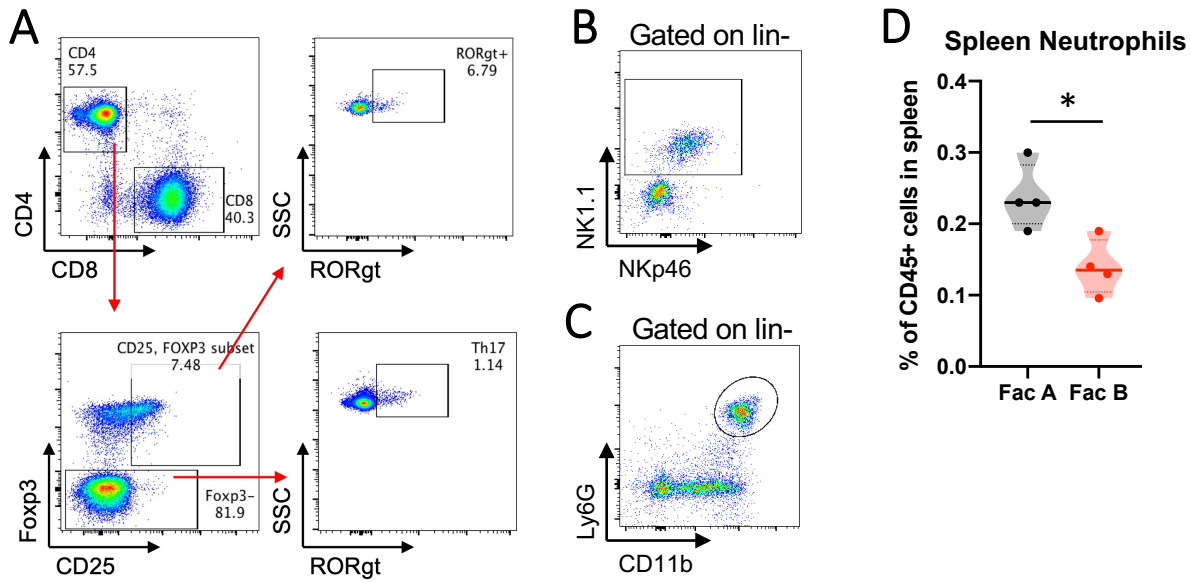 A
CD4
57.5
CD8
40.3
CD4
CD8
RORgt+
6.79
SSC
RORgt
CD25, FOXP3 subset
7.48
Foxp3-
81.9
Foxp3
CD25
Th17
1.14
SSC
RORgt
B
Gated on lin-
NK1.1
NKp46
C
Gated on lin-
Ly6G
CD11b
D
Spleen Neutrophils
% of CD45+ cells in spleen
0.4
0.3
0.2
0.1
0.0
*
Fac A
Fac B